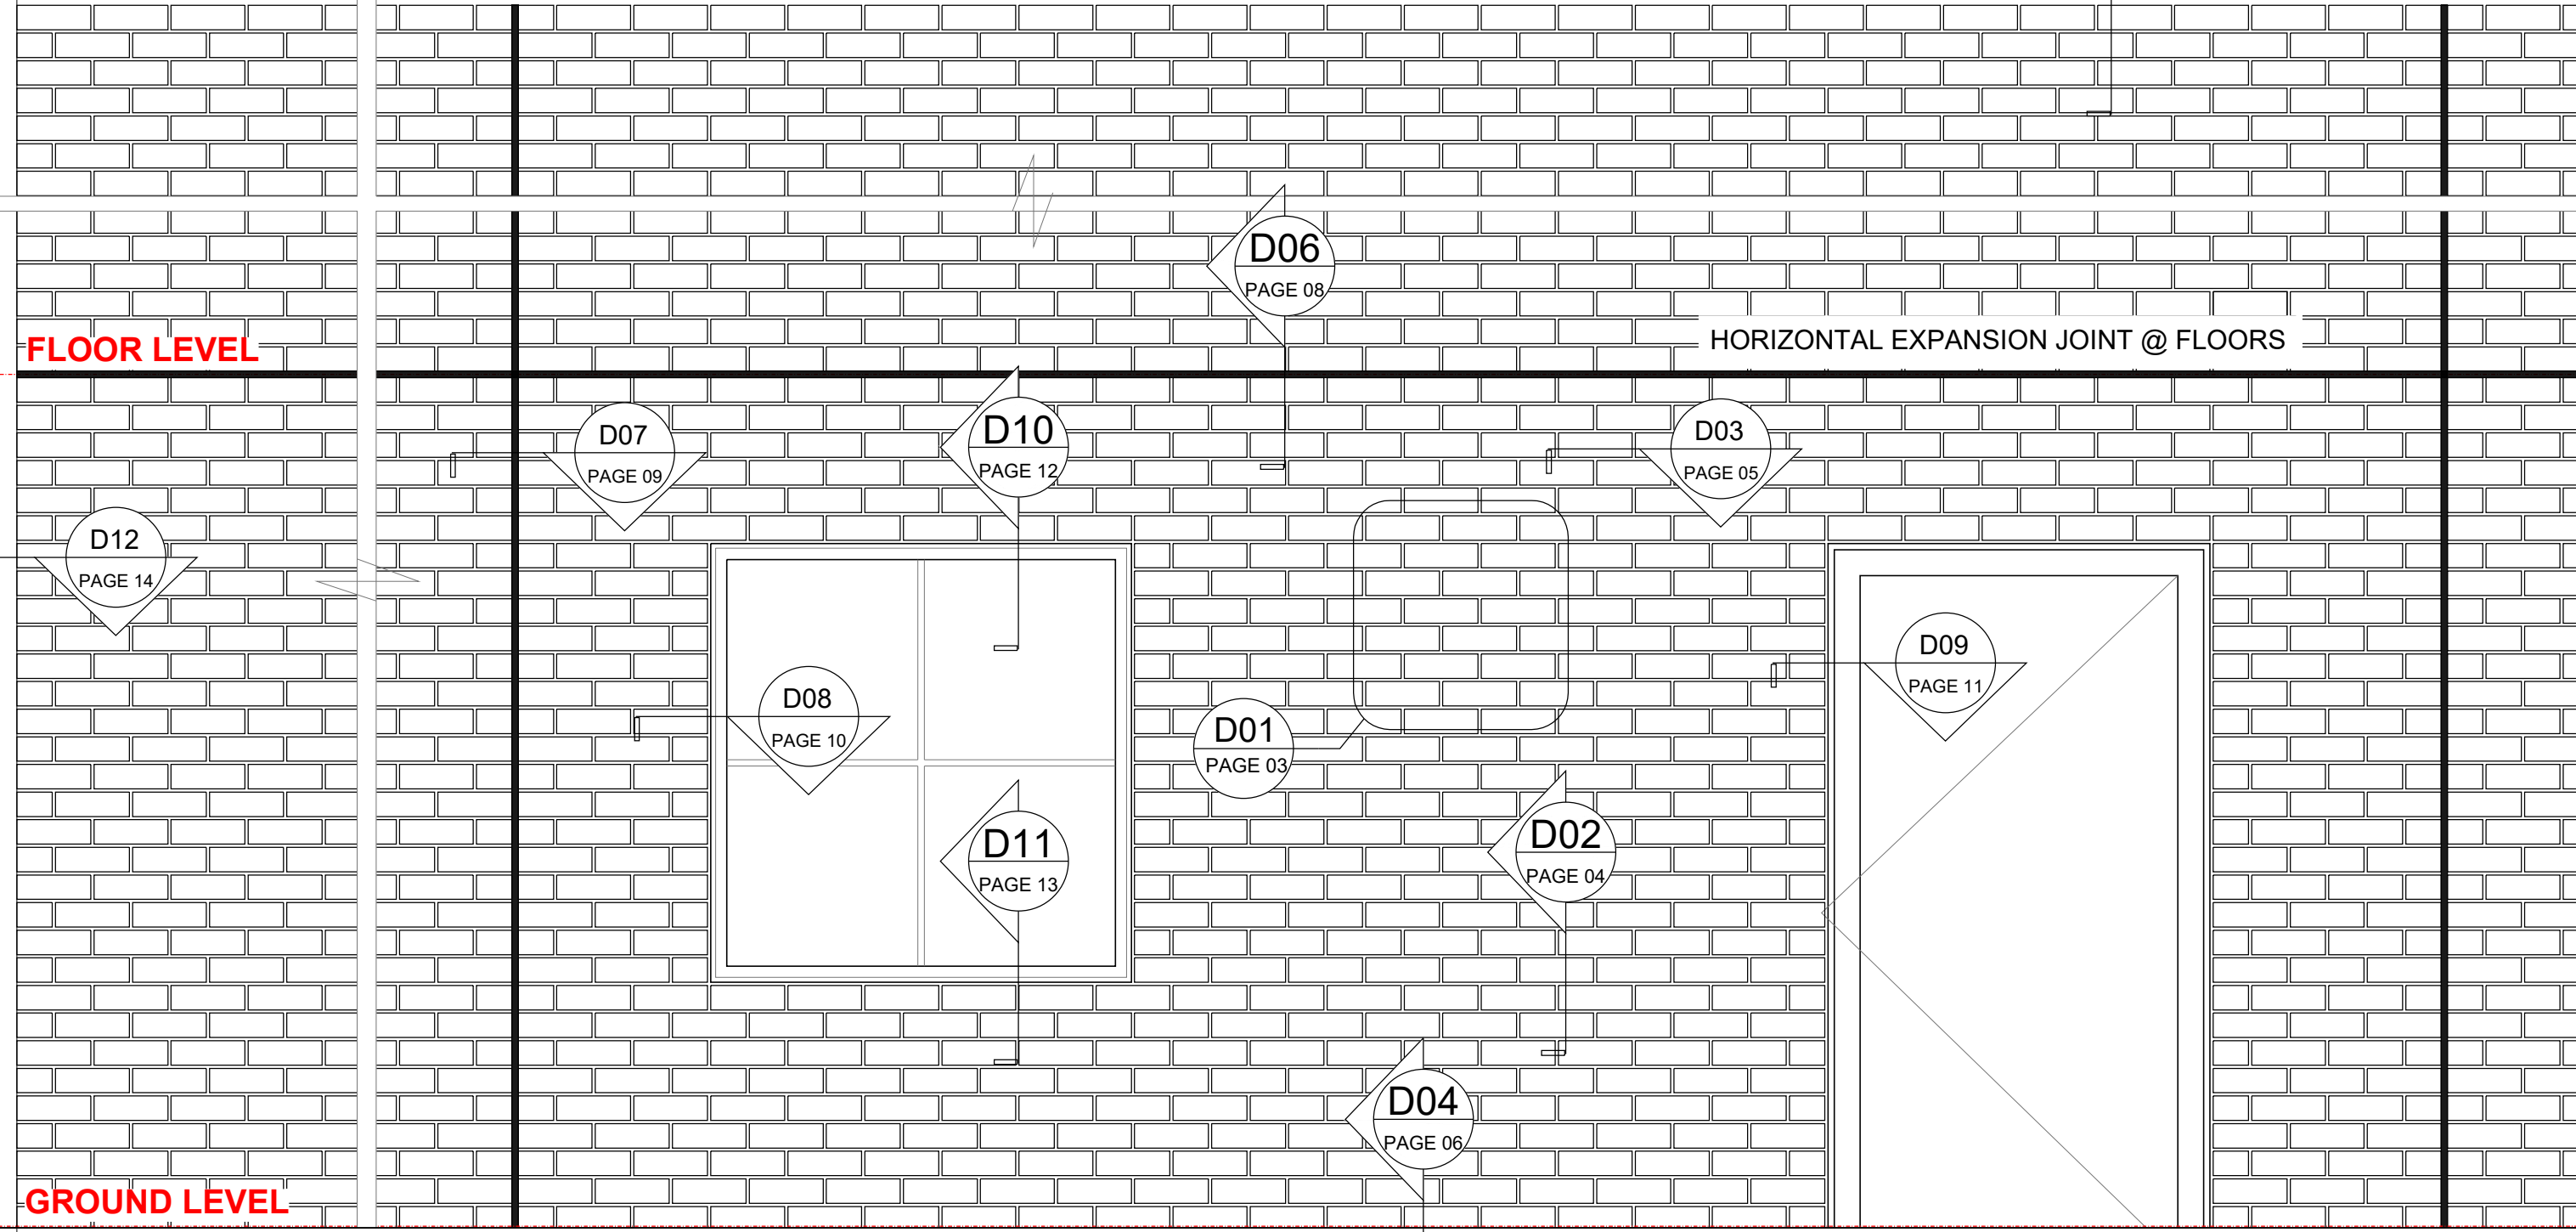 D06
PAGE 08
FLOOR LEVEL
HORIZONTAL EXPANSION JOINT @ FLOORS
D07
PAGE 09
D10
PAGE 12
D03
PAGE 05
D12
PAGE 14
D09
PAGE 11
D08
PAGE 10
D01
PAGE 03
D11
PAGE 13
D02
PAGE 04
D04
PAGE 06
GROUND LEVEL